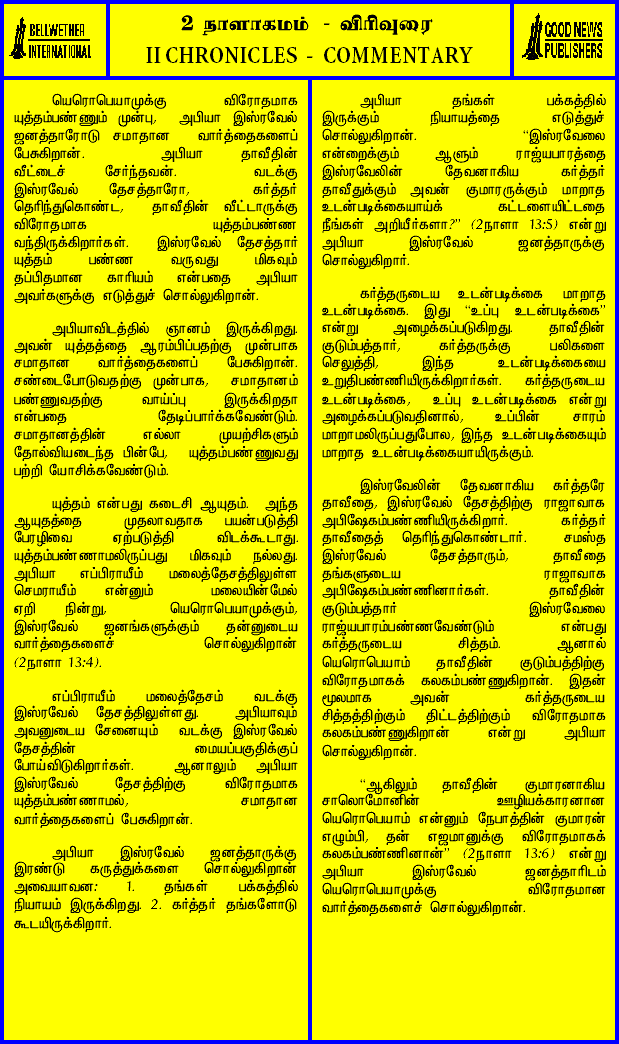 BELLWETHER
INTERNATIONAL
2 நாளாகமம் - விரிவுரை
II CHRONICLES - COMMENTARY
GOOD NEWS
PUBLISHERS
யெரொபெயாமுக்கு விரோதமாக
யுத்தம்பண்ணும் முன்பு, அபியா இஸ்ரவேல்
ஜனத்தாரோடு சமாதான வார்த்தைகளைப்
பேசுகிறான். அபியா தாவீதின்
வீட்டைச் சேர்ந்தவன். வடக்கு
இஸ்ரவேல் தேசத்தாரோ, கர்த்தர்
தெரிந்துகொண்ட, தாவீதின் வீட்டாருக்கு
விரோதமாக யுத்தம்பண்ண
வந்திருக்கிறார்கள். இஸ்ரவேல் தேசத்தார்
யுத்தம் பண்ண வருவது மிகவும்
தப்பிதமான காரியம் என்பதை அபியா
அவர்களுக்கு எடுத்துச் சொல்லுகிறான்.
அபியாவிடத்தில் ஞானம் இருக்கிறது.
அவன் யுத்தத்தை ஆரம்பிப்பதற்கு முன்பாக
சமாதான வார்த்தைகளைப் பேசுகிறான்.
சண்டைபோடுவதற்கு முன்பாக, சமாதானம்
பண்ணுவதற்கு வாய்ப்பு இருக்கிறதா
என்பதை தேடிப்பார்க்கவேண்டும்.
சமாதானத்தின் எல்லா முயற்சிகளும்
தோல்வியடைந்த பின்பே, யுத்தம்பண்ணுவது
பற்றி யோசிக்கவேண்டும்.
யுத்தம் என்பது கடைசி ஆயுதம். அந்த
ஆயுதத்தை முதலாவதாக பயன்படுத்தி
பேரழிவை ஏற்படுத்தி விடக்கூடாது.
யுத்தம்பண்ணாமலிருப்பது மிகவும் நல்லது.
அபியா எப்பிராயீம் மலைத்தேசத்திலுள்ள
செமராயீம் என்னும் மலையின்மேல்
ஏறி நின்று, யெரொபெயாமுக்கும்,
இஸ்ரவேல் ஜனங்களுக்கும் தன்னுடைய
வார்த்தைகளைச் சொல்லுகிறான்
(2நாளா 13:4).
எப்பிராயீம் மலைத்தேசம் வடக்கு
இஸ்ரவேல் தேசத்திலுள்ளது. அபியாவும்
அவனுடைய சேனையும் வடக்கு இஸ்ரவேல்
தேசத்தின் மையப்பகுதிக்குப்
போய்விடுகிறார்கள். ஆனாலும் அபியா
இஸ்ரவேல் தேசத்திற்கு விரோதமாக
யுத்தம்பண்ணாமல், சமாதான
வார்த்தைகளைப் பேசுகிறான்.
அபியா இஸ்ரவேல் ஜனத்தாருக்கு
இரண்டு கருத்துக்களை சொல்லுகிறான்
அவையாவன: 1. தங்கள் பக்கத்தில்
நியாயம் இருக்கிறது. 2. கர்த்தர் தங்களோடு
கூடயிருக்கிறார்.
அபியா தங்கள் பக்கத்தில்
இருக்கும் நியாயத்தை எடுத்துச்
சொல்லுகிறான். “இஸ்ரவேலை
என்றைக்கும் ஆளும் ராஜ்யபாரத்தை
இஸ்ரவேலின் தேவனாகிய கர்த்தர்
தாவீதுக்கும் அவன் குமாரருக்கும் மாறாத
உடன்படிக்கையாய்க் கட்டளையிட்டதை
நீங்கள் அறியீர்களா?” (2நாளா 13:5) என்று
அபியா இஸ்ரவேல் ஜனத்தாருக்கு
சொல்லுகிறார்.
கர்த்தருடைய உடன்படிக்கை மாறாத
உடன்படிக்கை. இது “உப்பு உடன்படிக்கை”
என்று அழைக்கப்படுகிறது. தாவீதின்
குடும்பத்தார், கர்த்தருக்கு பலிகளை
செலுத்தி, இந்த உடன்படிக்கையை
உறுதிபண்ணியிருக்கிறார்கள். கர்த்தருடைய
உடன்படிக்கை, உப்பு உடன்படிக்கை என்று
அழைக்கப்படுவதினால், உப்பின் சாரம்
மாறாமலிருப்பதுபோல, இந்த உடன்படிக்கையும்
மாறாத உடன்படிக்கையாயிருக்கும்.
இஸ்ரவேலின் தேவனாகிய கர்த்தரே
தாவீதை, இஸ்ரவேல் தேசத்திற்கு ராஜாவாக
அபிஷேகம்பண்ணியிருக்கிறார். கர்த்தர்
தாவீதைத் தெரிந்துகொண்டார். சமஸ்த
இஸ்ரவேல் தேசத்தாரும், தாவீதை
தங்களுடைய ராஜாவாக
அபிஷேகம்பண்ணினார்கள். தாவீதின்
குடும்பத்தார் இஸ்ரவேலை
ராஜ்யபாரம்பண்ணவேண்டும் என்பது
கர்த்தருடைய சித்தம். ஆனால்
யெரொபெயாம் தாவீதின் குடும்பத்திற்கு
விரோதமாகக் கலகம்பண்ணுகிறான். இதன்
மூலமாக அவன் கர்த்தருடைய
சித்தத்திற்கும் திட்டத்திற்கும் விரோதமாக
கலகம்பண்ணுகிறான் என்று அபியா
சொல்லுகிறான்.
“ஆகிலும் தாவீதின் குமாரனாகிய
சாலொமோனின் ஊழியக்காரனான
யெரொபெயாம் என்னும் நேபாத்தின் குமாரன்
எழும்பி, தன் எஜமானுக்கு விரோதமாகக்
கலகம்பண்ணினான்” (2நாளா 13:6) என்று
அபியா இஸ்ரவேல் ஜனத்தாரிடம்
யெரொபெயாமுக்கு விரோதமான
வார்த்தைகளைச் சொல்லுகிறான்.